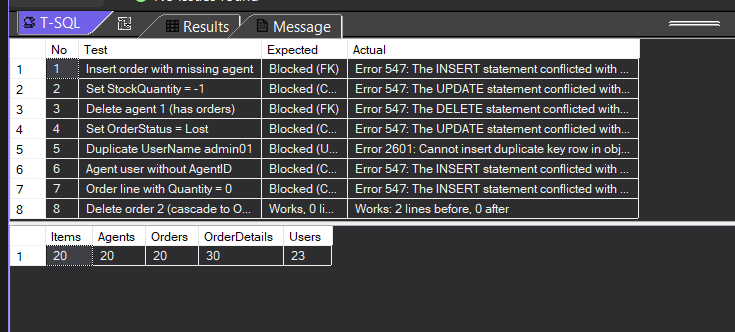 No issues found
T-SQL Results Message
No Test Expected Actual
1 1 Insert order with missing agent Blocked (FK) Error 547: The INSERT statement conflicted with ...
2 2 Set StockQuantity = -1 Blocked (C... Error 547: The UPDATE statement conflicted with ...
3 3 Delete agent 1 (has orders) Blocked (FK) Error 547: The DELETE statement conflicted with ...
4 4 Set OrderStatus = Lost Blocked (C... Error 547: The UPDATE statement conflicted with ...
5 5 Duplicate UserName admin01 Blocked (U... Error 2601: Cannot insert duplicate key row in obj...
6 6 Agent user without AgentID Blocked (C... Error 547: The INSERT statement conflicted with ...
7 7 Order line with Quantity = 0 Blocked (C... Error 547: The INSERT statement conflicted with ...
8 8 Delete order 2 (cascade to O... Works, 0 li... Works: 2 lines before, 0 after
Items Agents Orders OrderDetails Users
1 20 20 20 30 23